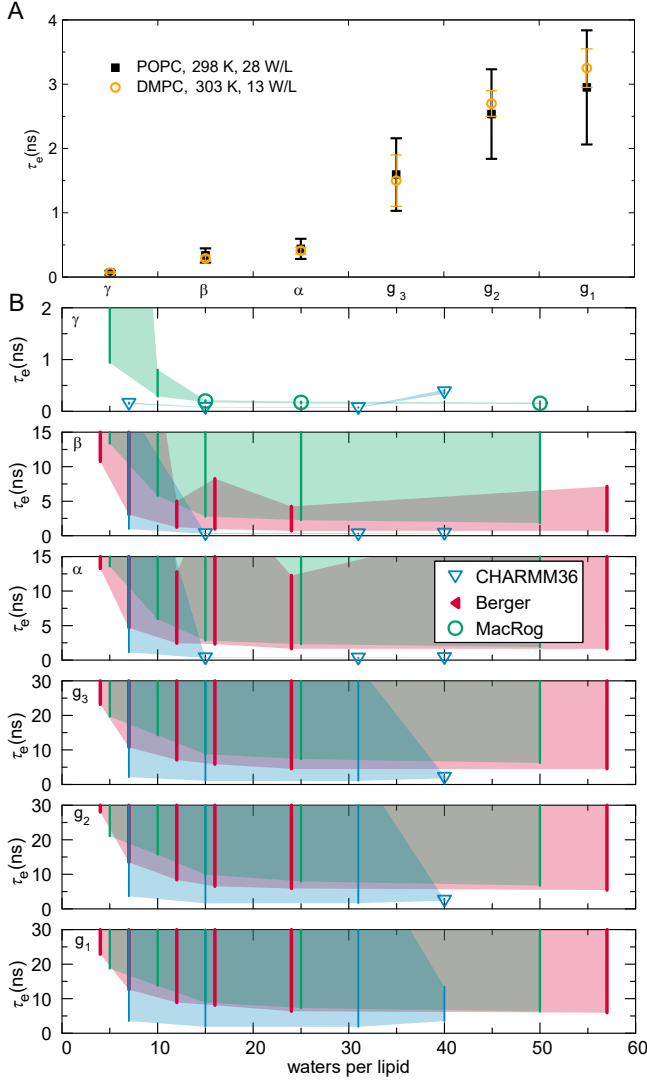 A
4
3
2
1
0
τe(ns)
POPC, 298 K, 28 W/L
DMPC, 303 K, 13 W/L
γ β α g3 g2 g1
B
γ
2
1
0
τe(ns)
β
15
10
5
0
τe(ns)
α
15
10
5
0
τe(ns)
CHARMM36
Berger
MacRog
g3
30
20
10
0
τe(ns)
g2
30
20
10
0
τe(ns)
g1
30
20
10
0
τe(ns)
0 10 20 30 40 50 60
waters per lipid